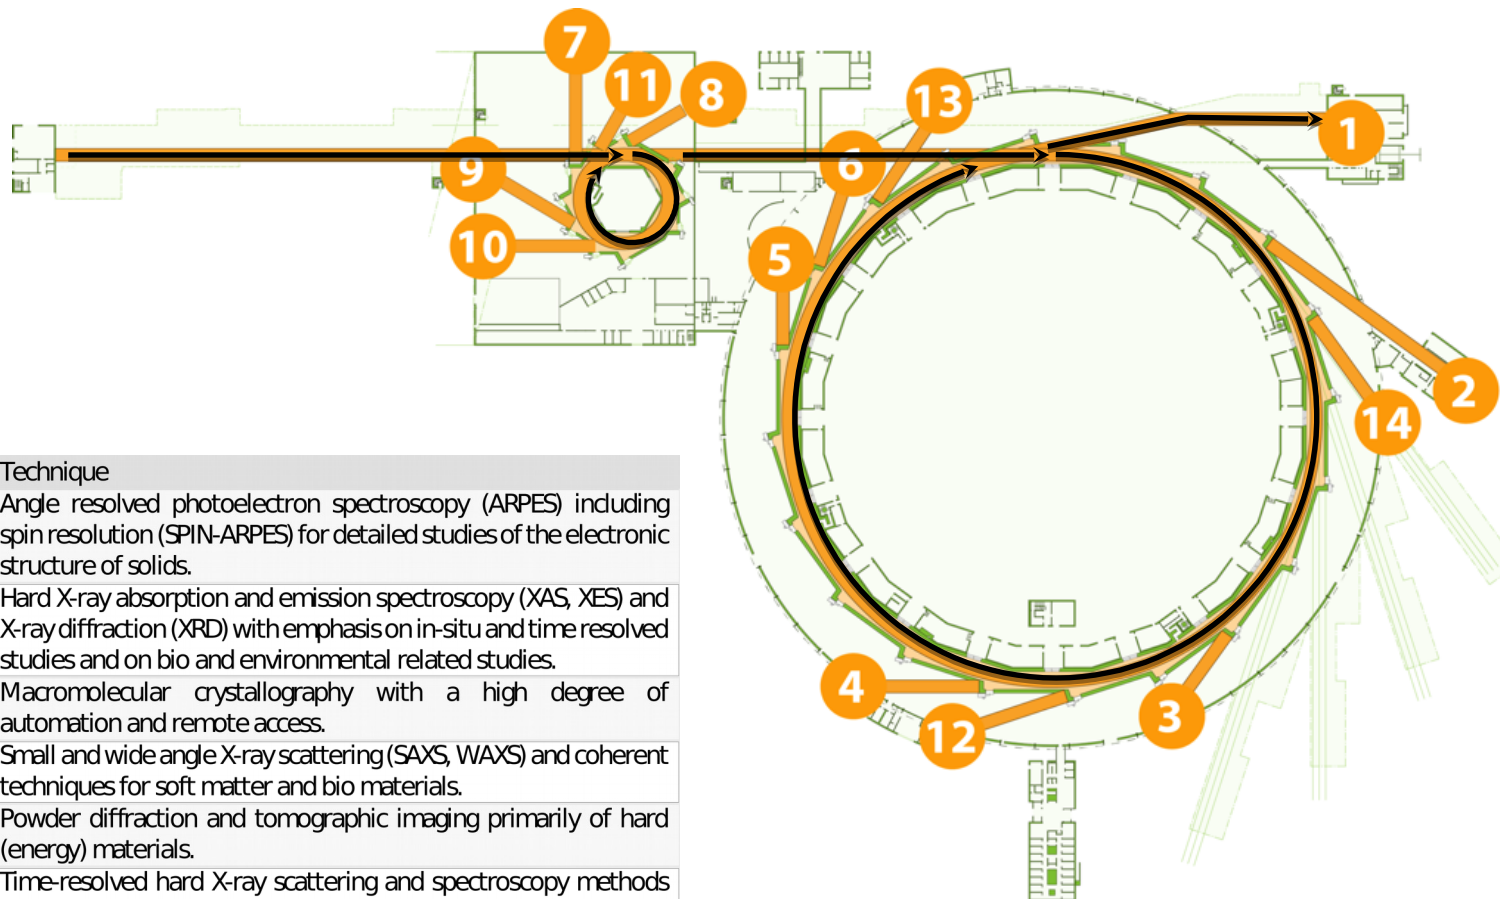 7
11
8
13
1
6
9
10
5
2
14
4
12
3
Technique
Angle resolved photoelectron spectroscopy (ARPES) including
spin resolution (SPIN-ARPES) for detailed studies of the electronic
structure of solids.
Hard X-ray absorption and emission spectroscopy (XAS, XES) and
X-ray diffraction (XRD) with emphasis on in-situ and time resolved
studies and on bio and environmental related studies.
Macromolecular crystallography with a high degree of
automation and remote access.
Small and wide angle X-ray scattering (SAXS, WAXS) and coherent
techniques for soft matter and bio materials.
Powder diffraction and tomographic imaging primarily of hard
(energy) materials.
Time-resolved hard X-ray scattering and spectroscopy methods